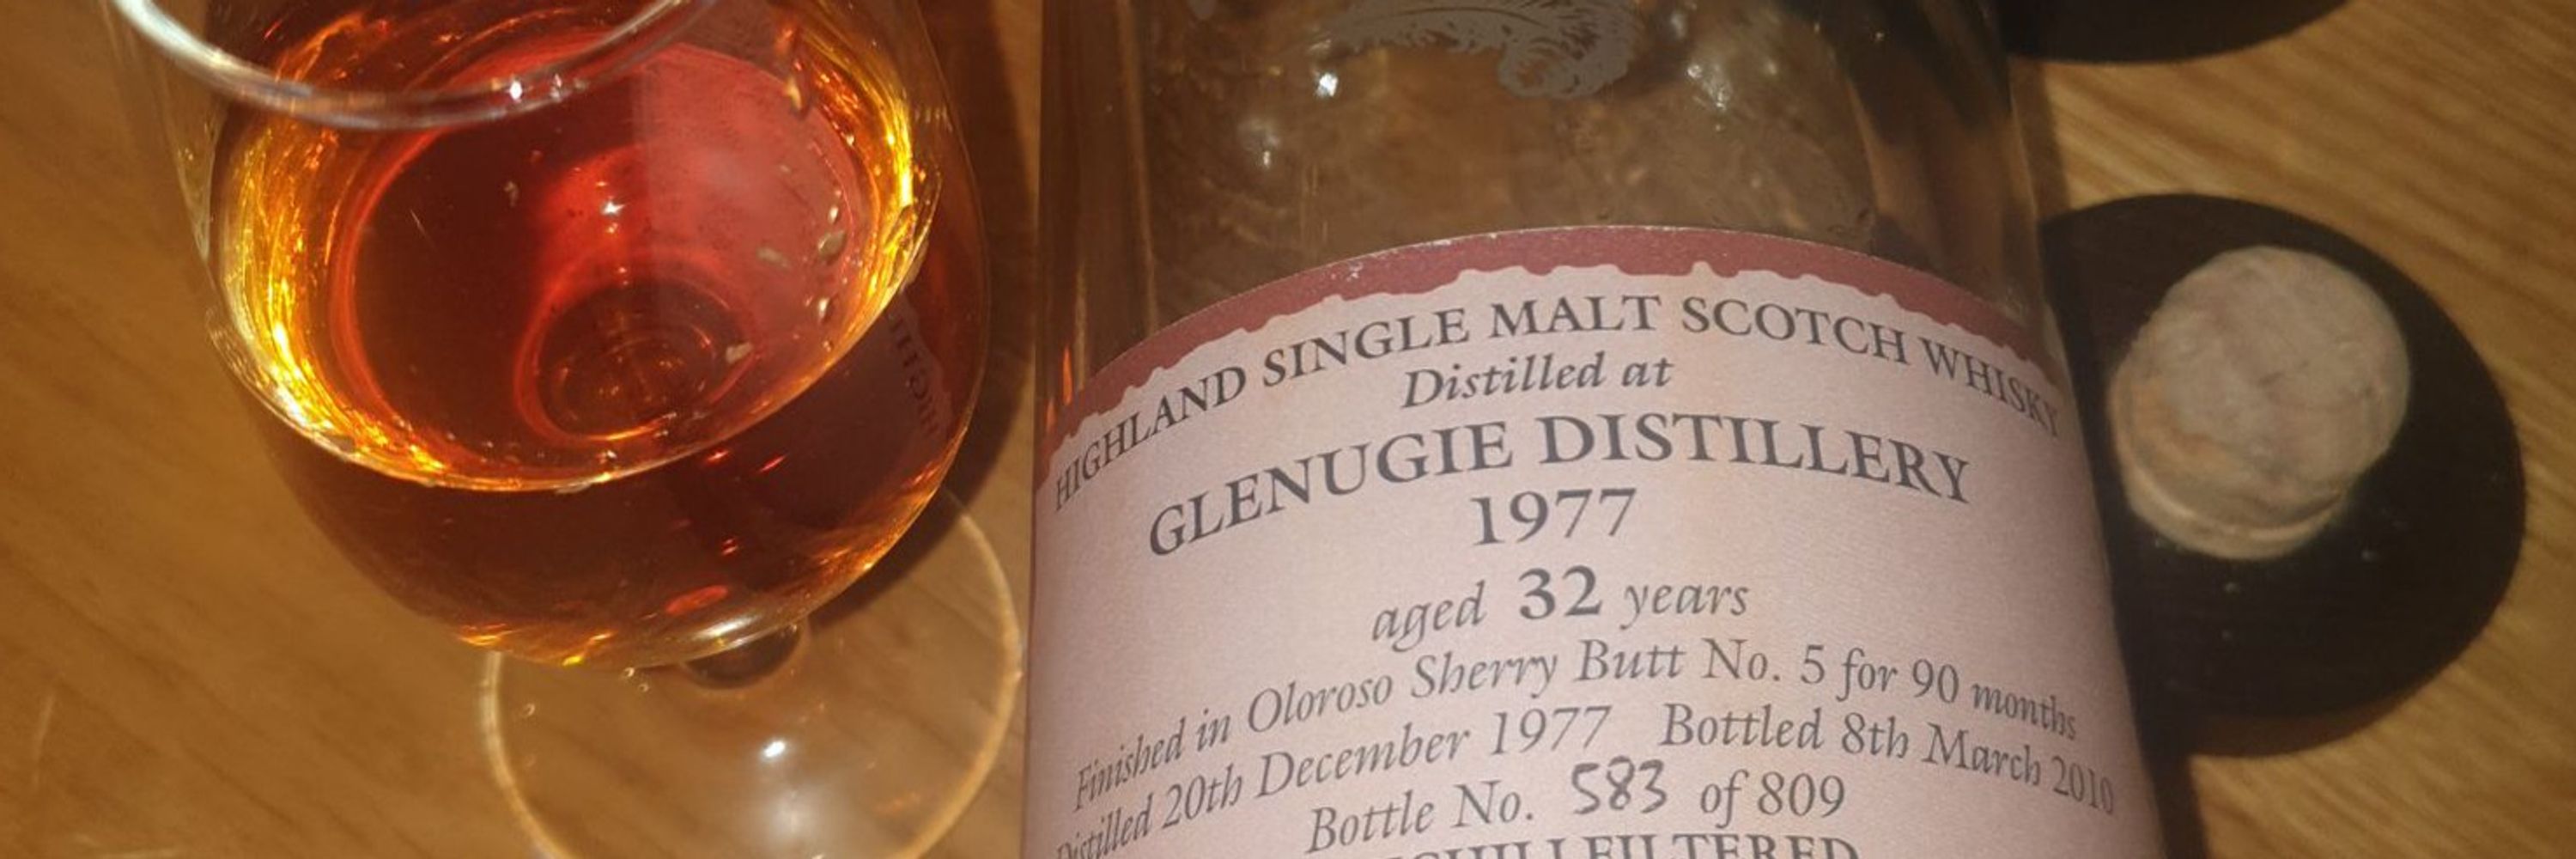 HIGHLAND SINGLE MALT SCOTCH WHISKY
Distilled at
GLENUGIE DISTILLERY
1977
aged 32 years
Finished in Oloroso Sherry Butt No. 5 for 90 months
Distilled 20th December 1977 Bottled 8th March 2010
Bottle No. 583 of 809